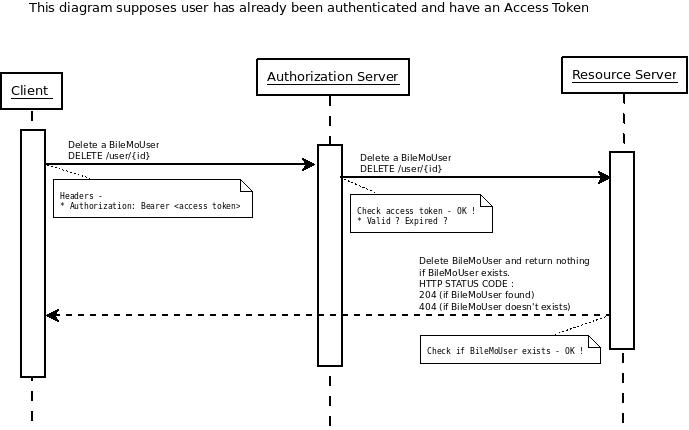 This diagram supposes user has already been authenticated and have an Access Token
Client
Authorization Server
Resource Server
Delete a BileMoUser
DELETE /user/{id}
Headers -
* Authorization: Bearer <access token>
Delete a BileMoUser
DELETE /user/{id}
Check access token - OK !
* Valid ? Expired ?
Delete BileMoUser and return nothing
if BileMoUser exists.
HTTP STATUS CODE :
204 (if BileMoUser found)
404 (if BileMoUser doesn't exists)
Check if BileMoUser exists - OK !